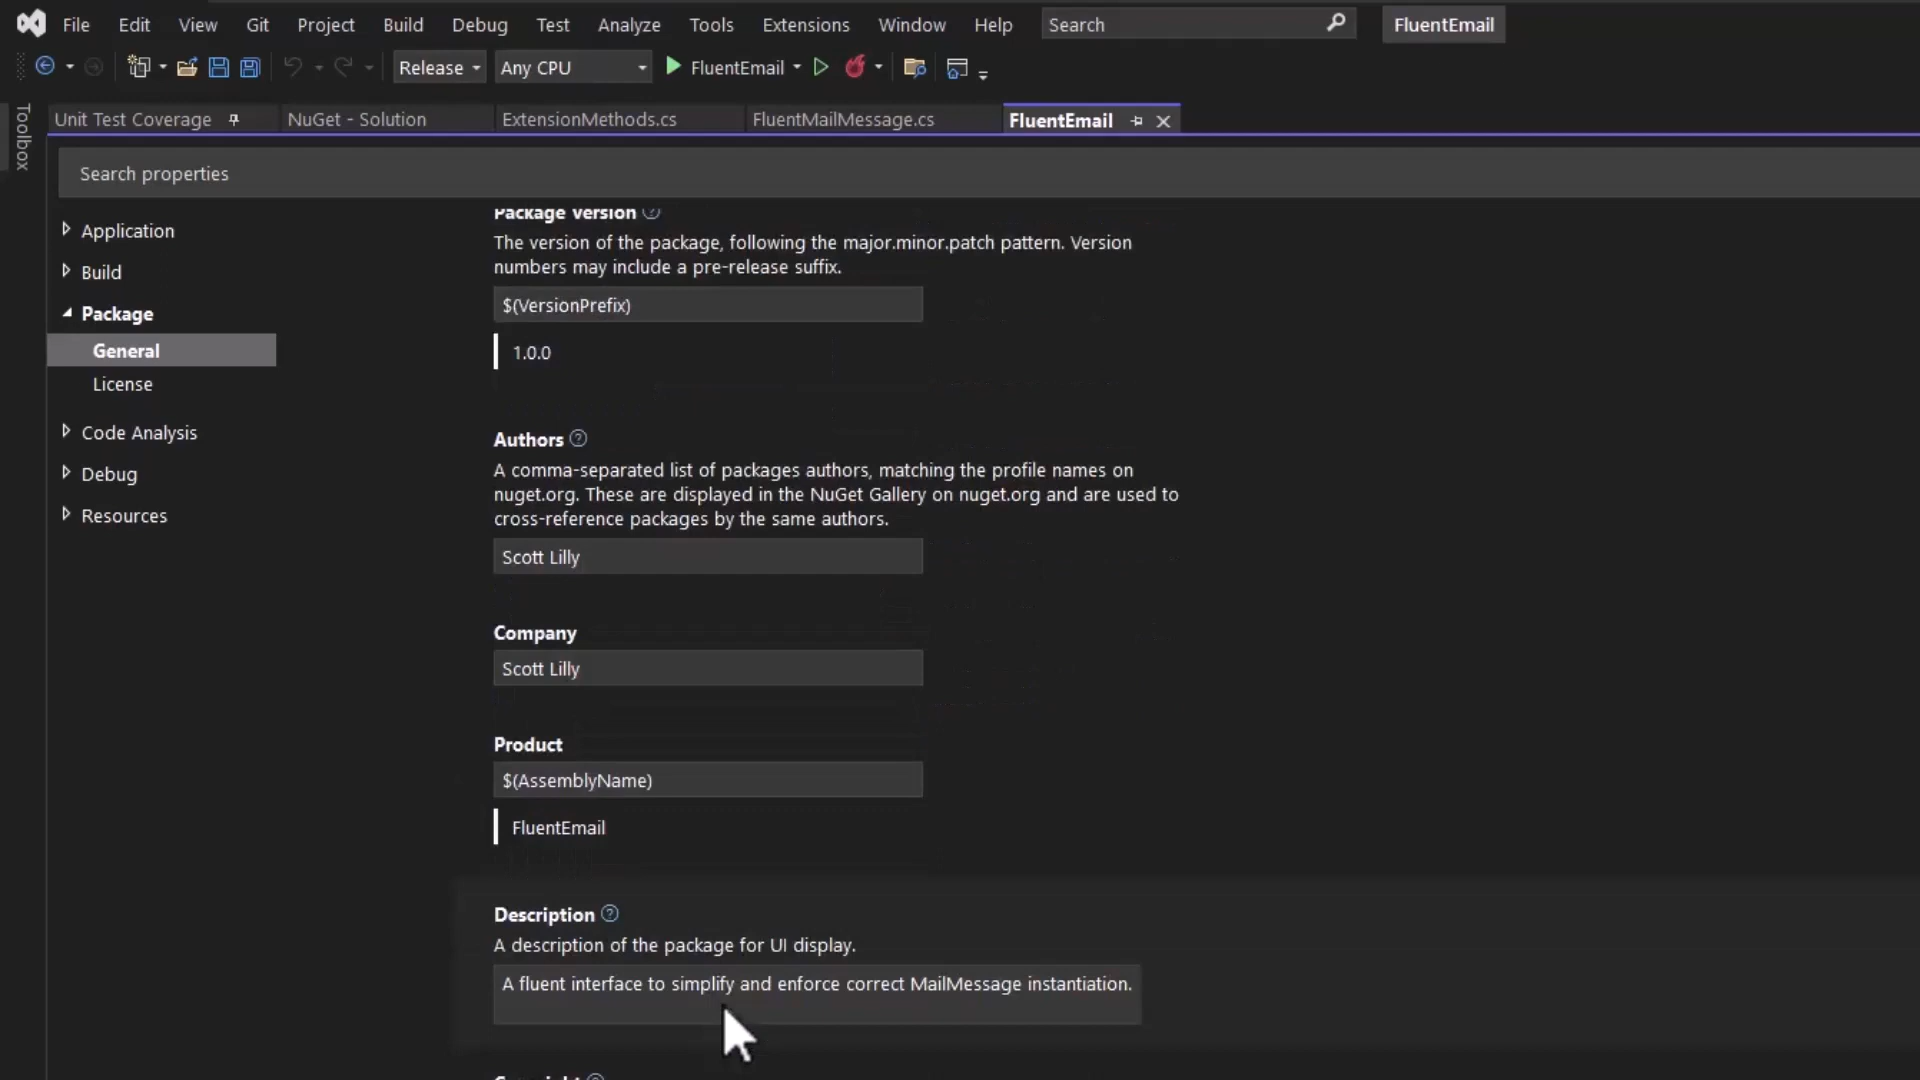 File Edit View Git Project Build Debug Test Analyze Tools Extensions Window Help Search FluentEmail
Release Any CPU FluentEmail
Toolbox
Unit Test Coverage NuGet - Solution ExtensionMethods.cs FluentMailMessage.cs FluentEmail
Search properties
Application
Build
Package
General
License
Code Analysis
Debug
Resources
Package Version
The version of the package, following the major.minor.patch pattern. Version
numbers may include a pre-release suffix.
$(VersionPrefix)
1.0.0
Authors
A comma-separated list of packages authors, matching the profile names on
nuget.org. These are displayed in the NuGet Gallery on nuget.org and are used to
cross-reference packages by the same authors.
Scott Lilly
Company
Scott Lilly
Product
$(AssemblyName)
FluentEmail
Description
A description of the package for UI display.
A fluent interface to simplify and enforce correct MailMessage instantiation.